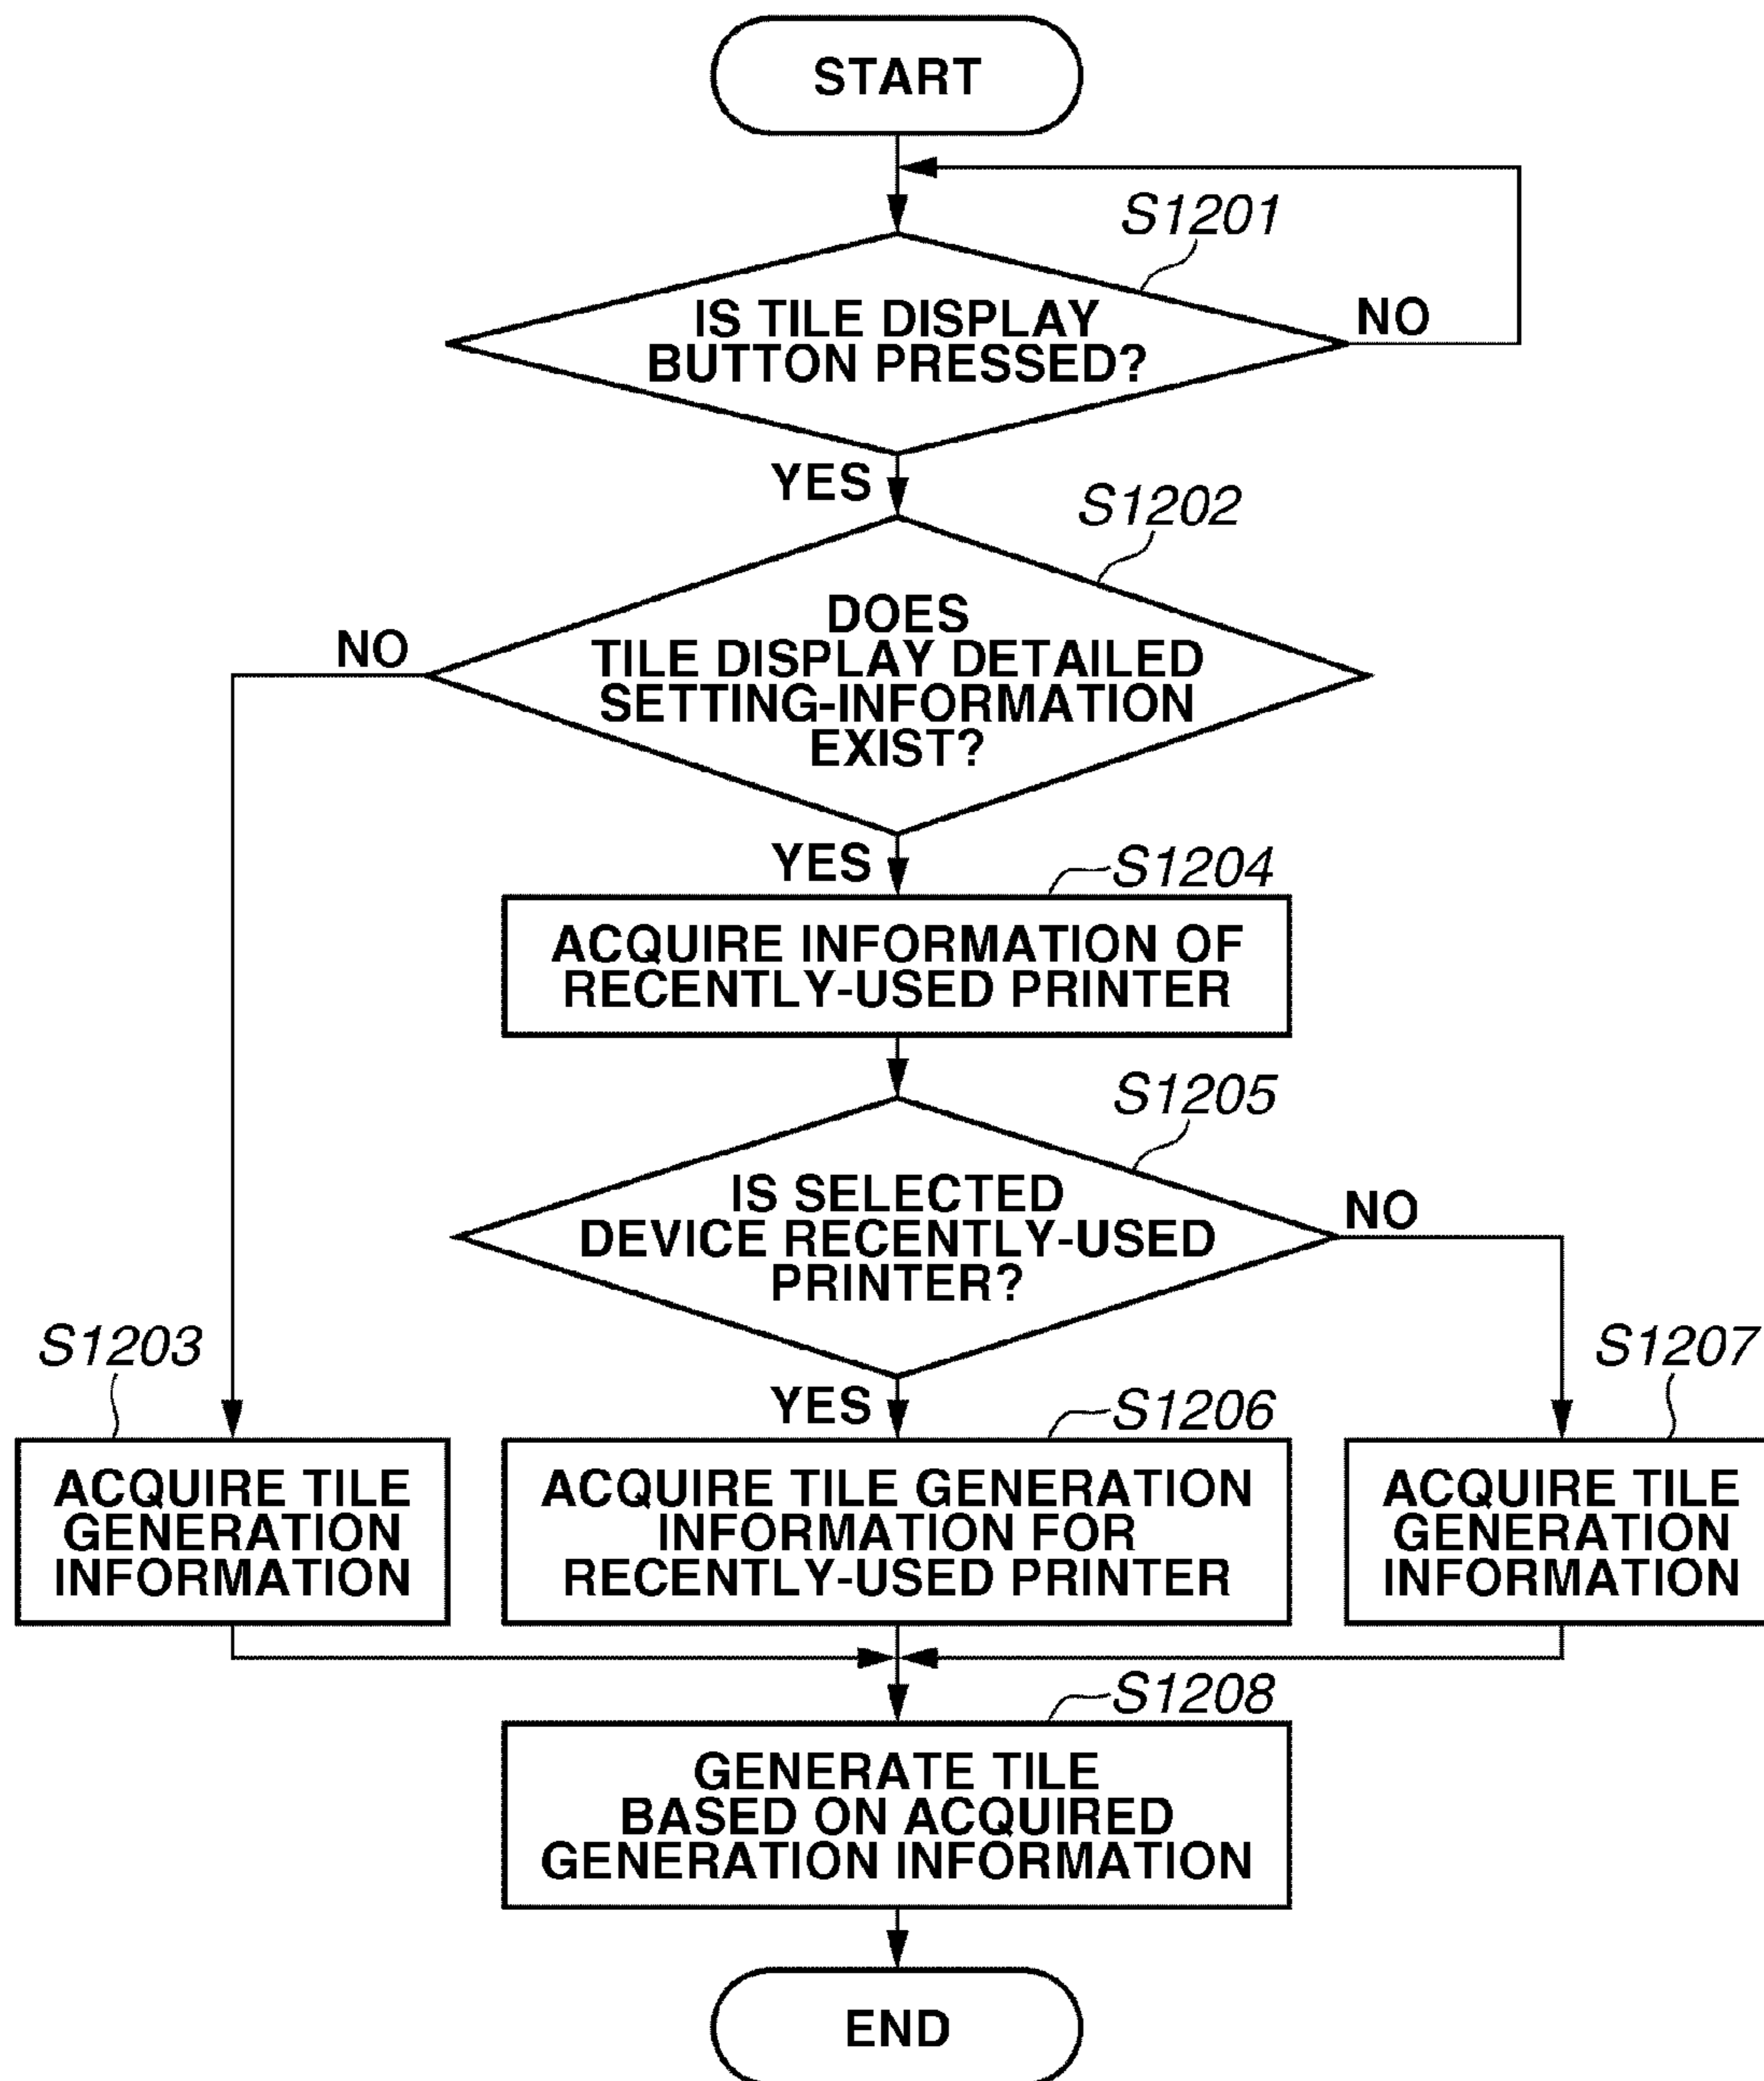 START
S1201
IS TILE DISPLAY
BUTTON PRESSED?
NO
YES
S1202
DOES
TILE DISPLAY DETAILED
SETTING-INFORMATION
EXIST?
NO
YES
S1204
ACQUIRE INFORMATION OF
RECENTLY-USED PRINTER
S1205
IS SELECTED
DEVICE RECENTLY-USED
PRINTER?
NO
YES
S1203
ACQUIRE TILE
GENERATION
INFORMATION
S1206
ACQUIRE TILE GENERATION
INFORMATION FOR
RECENTLY-USED PRINTER
S1207
ACQUIRE TILE
GENERATION
INFORMATION
S1208
GENERATE TILE
BASED ON ACQUIRED
GENERATION INFORMATION
END